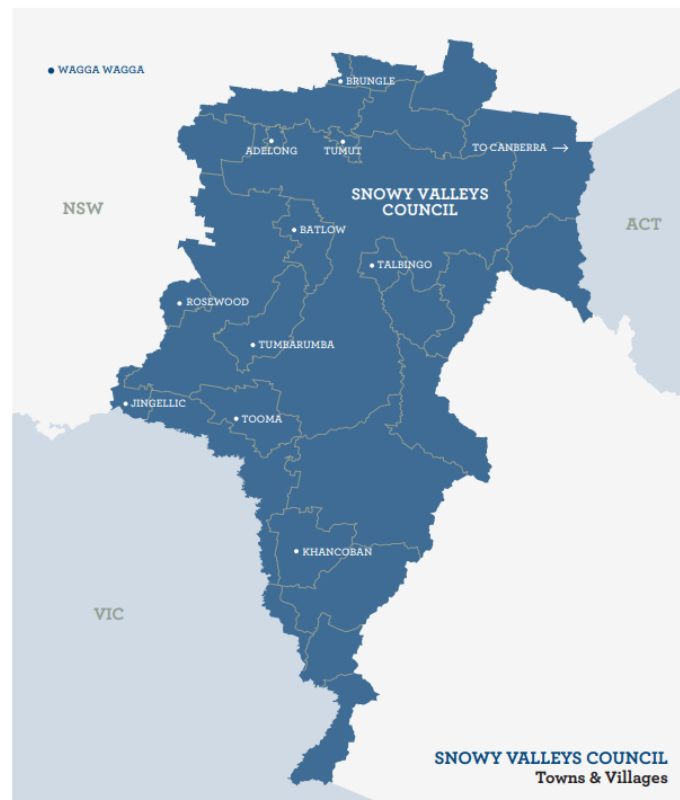 WAGGA WAGGA
BRUNGLE
ADELONG
TUMUT
TO CANBERRA →
SNOWY VALLEYS
COUNCIL
NSW
ACT
BATLOW
TALBINGO
ROSEWOOD
TUMBARUMBA
JINGELLIC
TOOMA
KHANCOBAN
VIC
SNOWY VALLEYS COUNCIL
Towns & Villages